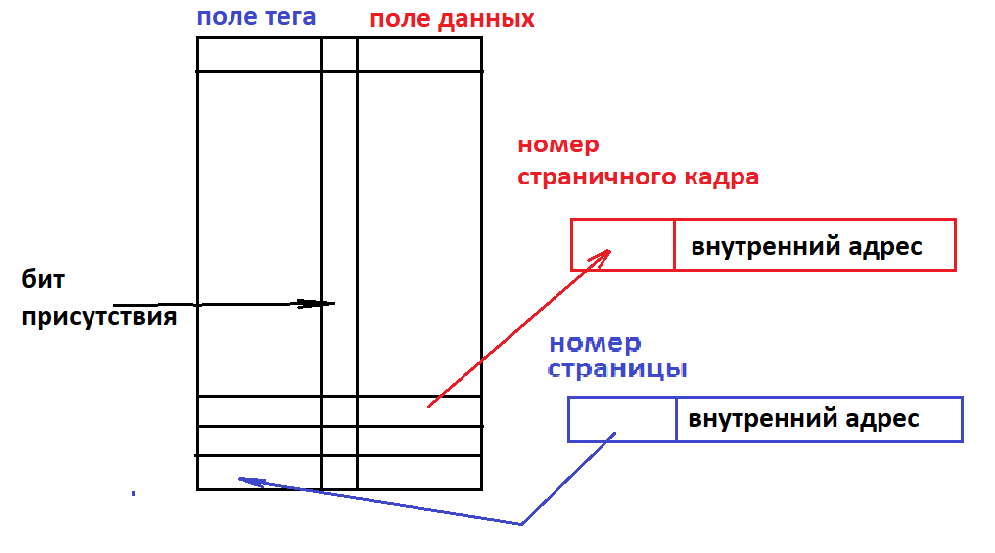 поле тега
поле данных
номер
страничного кадра
внутренний адрес
бит
присутствия
номер
страницы
внутренний адрес